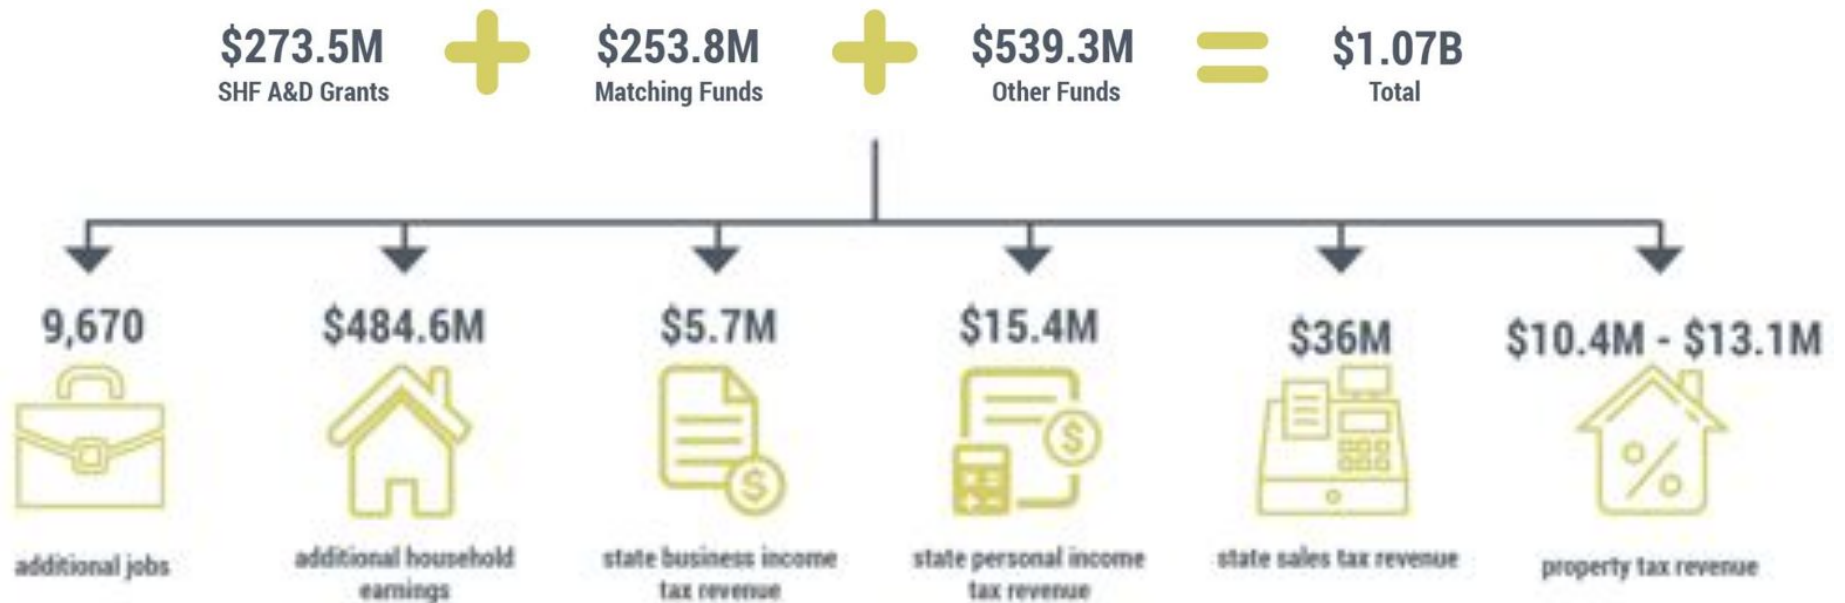 $273.5M + $253.8M + $539.3M = $1.07B
SHF A&D Grants Matching Funds Other Funds Total
9,670 $484.6M $5.7M $15.4M $36M $10.4M - $13.1M
additional jobs
additional household
earnings
state business income
tax revenue
state personal income
tax revenue
state sales tax revenue
property tax revenue